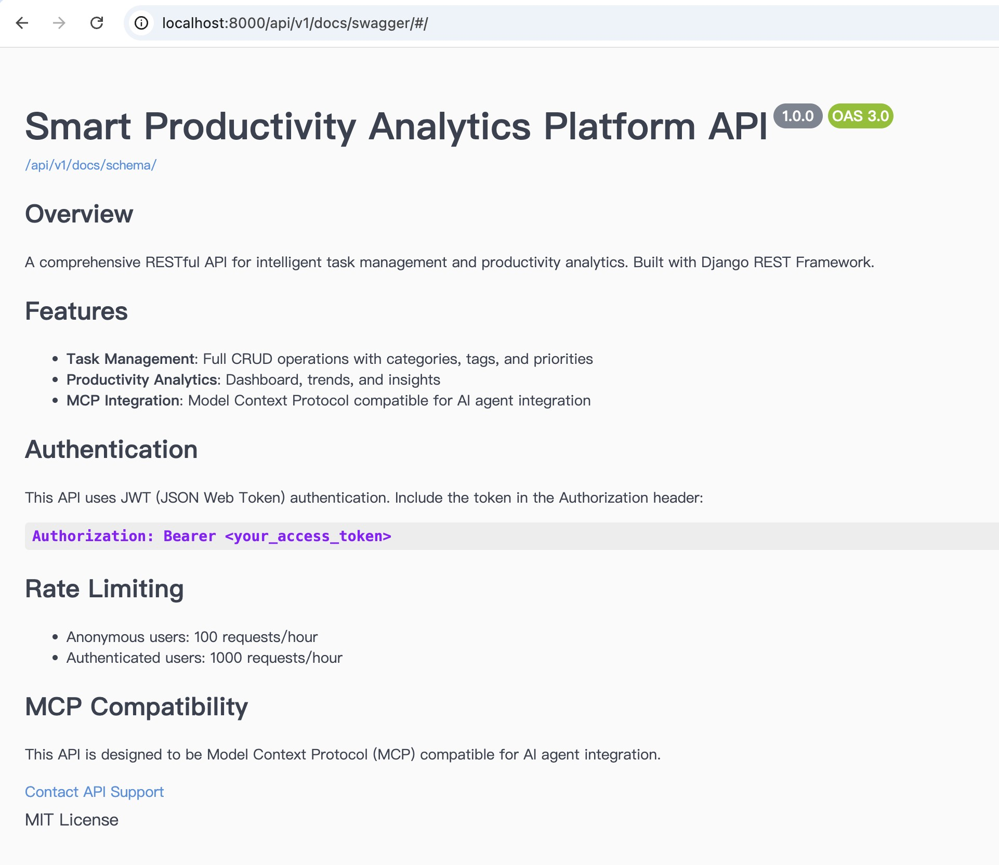 localhost:8000/api/v1/docs/swagger/#/
Smart Productivity Analytics Platform API 1.0.0 OAS 3.0
/api/v1/docs/schema/
Overview
A comprehensive RESTful API for intelligent task management and productivity analytics. Built with Django REST Framework.
Features
• Task Management: Full CRUD operations with categories, tags, and priorities
• Productivity Analytics: Dashboard, trends, and insights
• MCP Integration: Model Context Protocol compatible for AI agent integration
Authentication
This API uses JWT (JSON Web Token) authentication. Include the token in the Authorization header:
Authorization: Bearer <your_access_token>
Rate Limiting
• Anonymous users: 100 requests/hour
• Authenticated users: 1000 requests/hour
MCP Compatibility
This API is designed to be Model Context Protocol (MCP) compatible for AI agent integration.
Contact API Support
MIT License